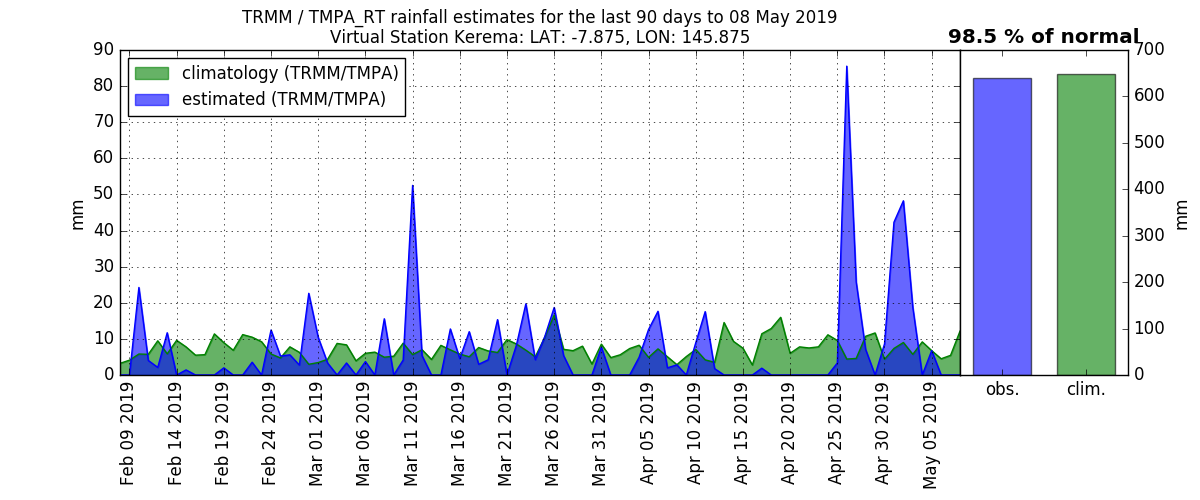 TRMM / TMPA_RT rainfall estimates for the last 90 days to 08 May 2019
Virtual Station Kerema: LAT: -7.875, LON: 145.875
98.5 % of normal
climatology (TRMM/TMPA)
estimated (TRMM/TMPA)
90
80
70
60
50
40
30
20
10
0
mm
Feb 09 2019
Feb 14 2019
Feb 19 2019
Feb 24 2019
Mar 01 2019
Mar 06 2019
Mar 11 2019
Mar 16 2019
Mar 21 2019
Mar 26 2019
Mar 31 2019
Apr 05 2019
Apr 10 2019
Apr 15 2019
Apr 20 2019
Apr 25 2019
Apr 30 2019
May 05 2019
obs.
clim.
700
600
500
400
300
200
100
0
mm